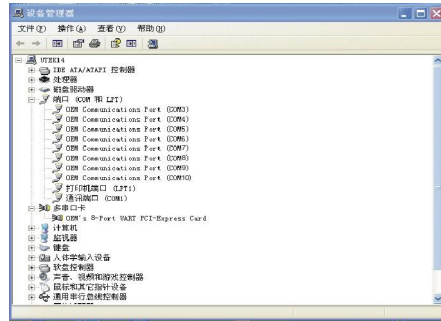 设备管理器
文件(F) 操作(A) 查看(V) 帮助(H)
UTEK14
IDE ATA/ATAPI 控制器
处理器
磁盘驱动器
端口 (COM 和 LPT)
OEM Communications Port (COM3)
OEM Communications Port (COM4)
OEM Communications Port (COM5)
OEM Communications Port (COM6)
OEM Communications Port (COM7)
OEM Communications Port (COM8)
OEM Communications Port (COM9)
OEM Communications Port (COM10)
打印机端口 (LPT1)
通讯端口 (COM1)
多串口卡
OEM's 8-Port UART PCI-Express Card
计算机
监视器
键盘
人体学输入设备
软盘控制器
声音、视频和游戏控制器
鼠标和其它指针设备
通用串行总线控制器